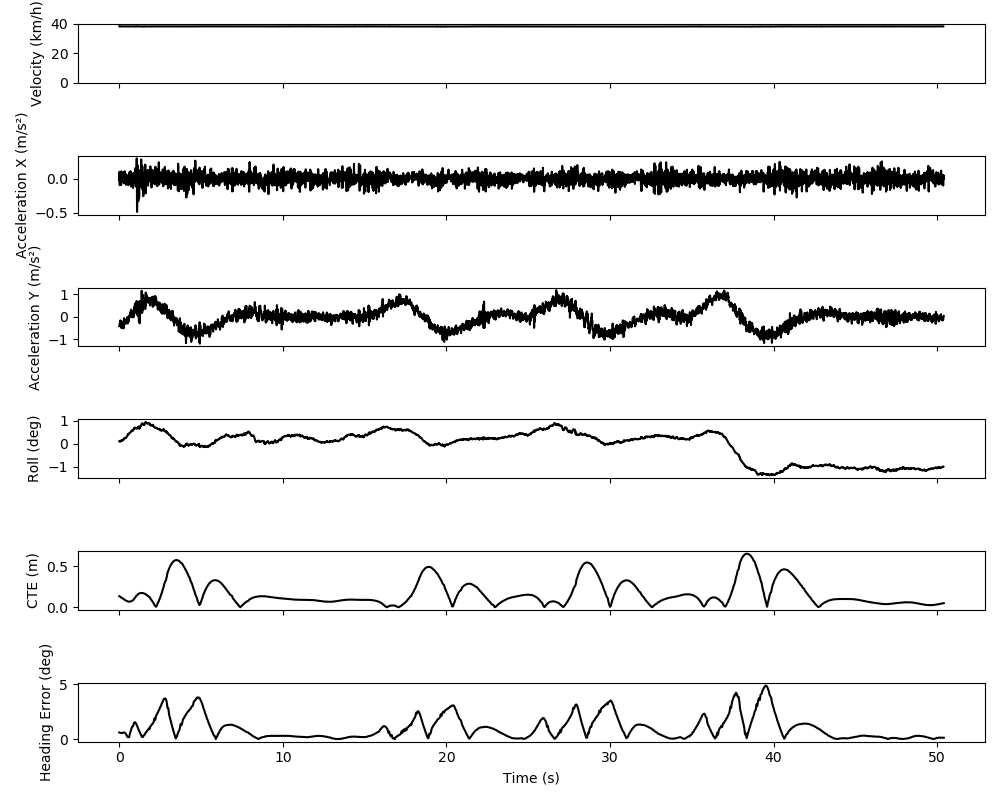 Velocity (km/h)
40
20
0
Acceleration X (m/s²)
0.0
−0.5
Acceleration Y (m/s²)
1
0
−1
Roll (deg)
1
0
−1
CTE (m)
0.5
0.0
Heading Error (deg)
5
0
0 10 20 30 40 50
Time (s)